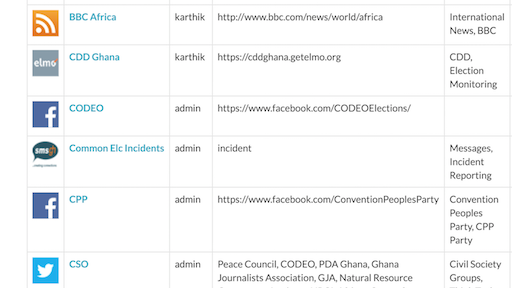 BBC Africa karthik http://www.bbc.com/news/world/africa International
News, BBC
elmo CDD Ghana karthik https://cddghana.getelmo.org CDD,
Election
Monitoring
CODEO admin https://www.facebook.com/CODEOElections/
sms Common Elc Incidents admin incident Messages,
Incident
Reporting
CPP admin https://www.facebook.com/ConventionPeoplesParty Convention
Peoples
Party, CPP
Party
CSO admin Peace Council, CODEO, PDA Ghana, Ghana Civil Society
Journalists Association, GJA, Natural Resource Groups,